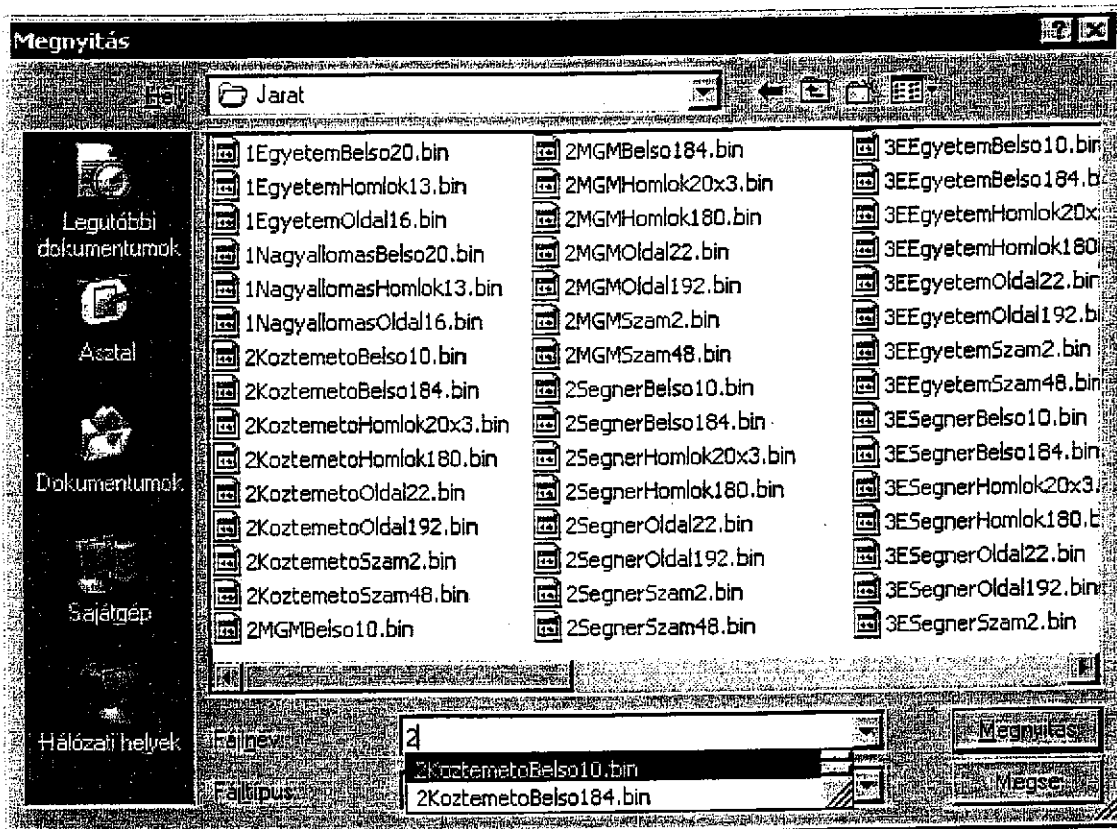 Megnyitás
Hely:
Jarat
Legutóbbi
dokumentumok
Asztal
Dokumentumok
Sajátgép
Hálózati helyek
1EgyetemBelso20.bin
1EgyetemHomlok13.bin
1EgyetemOldal16.bin
1NagyallomasBelso20.bin
1NagyallomasHomlok13.bin
1NagyallomasOldal16.bin
2KoztemetoBelso10.bin
2KoztemetoBelso184.bin
2KoztemetoHomlok20x3.bin
2KoztemetoHomlok180.bin
2KoztemetoOldal22.bin
2KoztemetoOldal192.bin
2KoztemetoSzam2.bin
2KoztemetoSzam48.bin
2MGMBelso10.bin
2MGMBelso184.bin
2MGMHomlok20x3.bin
2MGMHomlok180.bin
2MGMOldal22.bin
2MGMOldal192.bin
2MGMSzam2.bin
2MGMSzam48.bin
2SegnerBelso10.bin
2SegnerBelso184.bin
2SegnerHomlok20x3.bin
2SegnerHomlok180.bin
2SegnerOldal22.bin
2SegnerOldal192.bin
2SegnerSzam2.bin
2SegnerSzam48.bin
3EEgyetemBelso10.bin
3EEgyetemBelso184.b
3EEgyetemHomlok20x
3EEgyetemHomlok180
3EEgyetemOldal22.bin
3EEgyetemOldal192.bi
3EEgyetemSzam2.bin
3EEgyetemSzam48.bin
3ESegnerBelso10.bin
3ESegnerBelso184.bin
3ESegnerHomlok20x3.
3ESegnerHomlok180.b
3ESegnerOldal22.bin
3ESegnerOldal192.bin
3ESegnerSzam2.bin
Fájlnév:
2
Megnyitás
2KoztemetoBelso10.bin
2KoztemetoBelso184.bin
Fájltípus:
Mégse